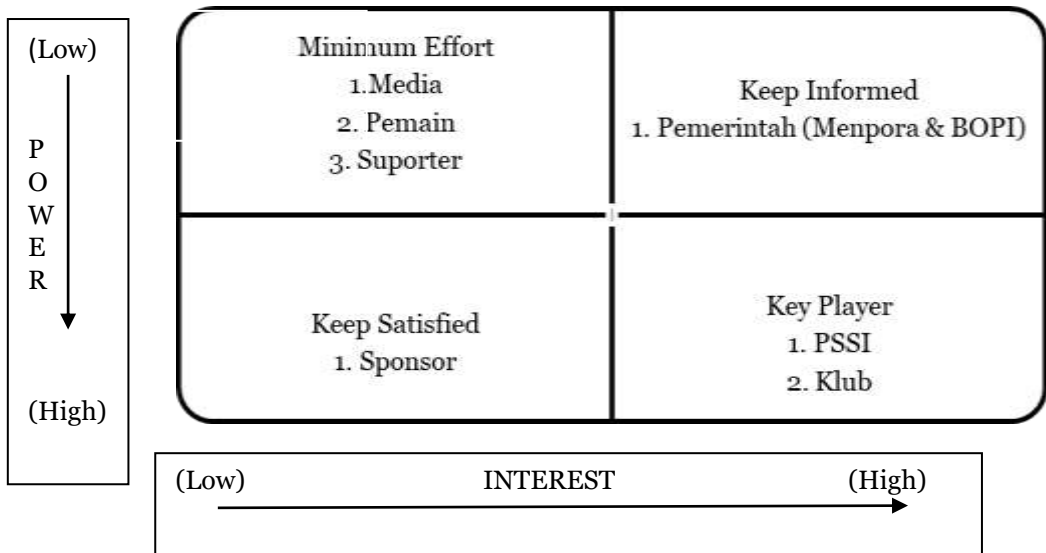 (Low)
POWER
(High)
Minimum Effort
1.Media
2. Pemain
3. Suporter
Keep Informed
1. Pemerintah (Menpora & BOPI)
Keep Satisfied
1. Sponsor
Key Player
1. PSSI
2. Klub
(Low) INTEREST (High)